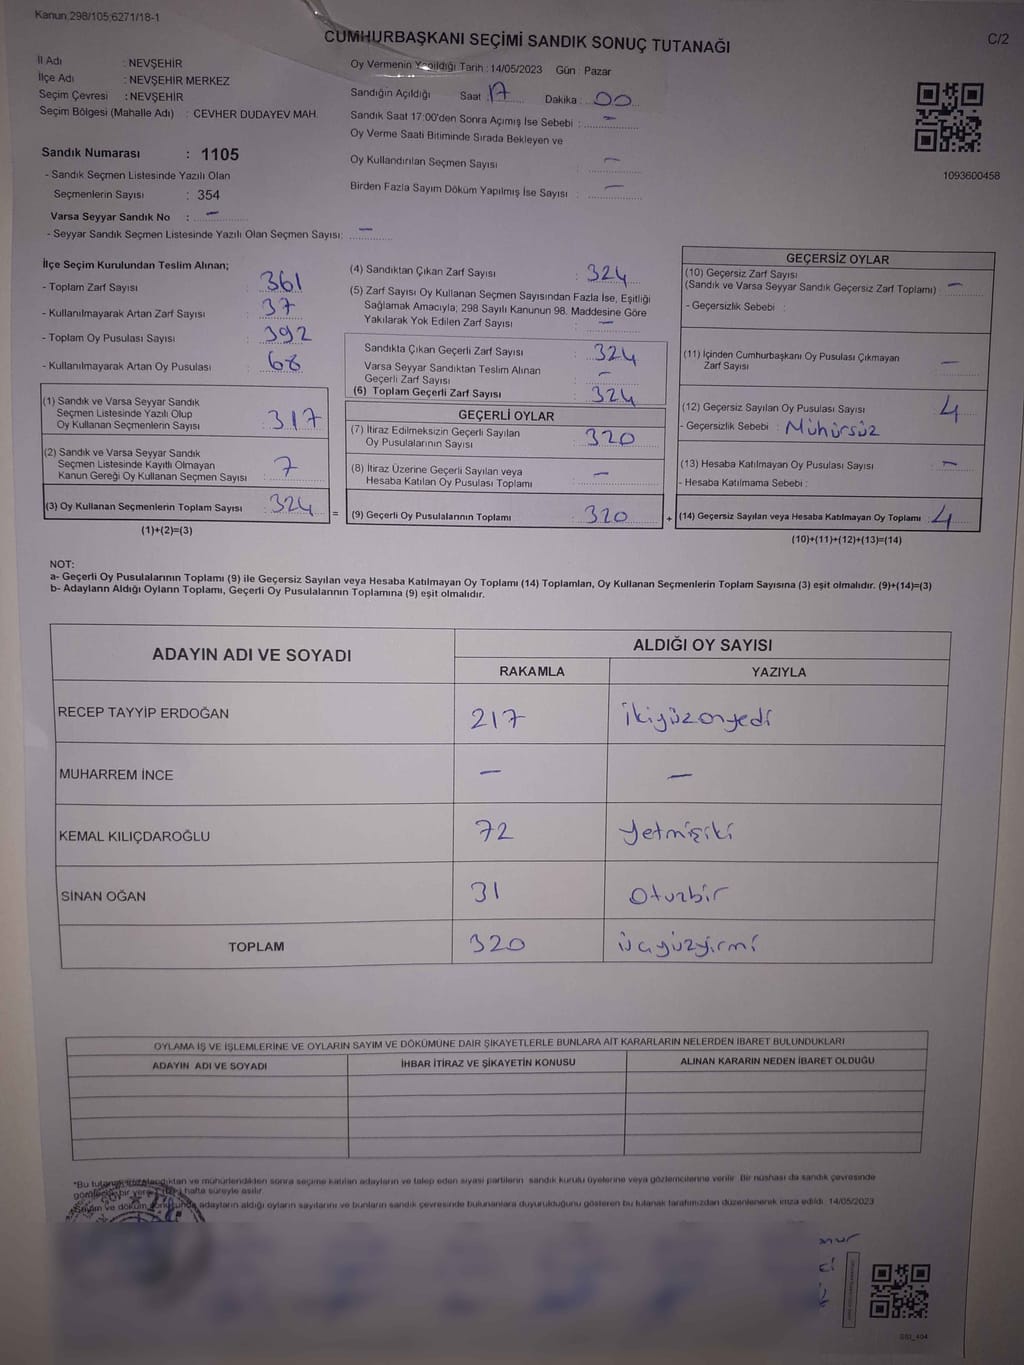 Kanun 298/105;6271/18-1
CUMHURBAŞKANI SEÇİMİ SANDIK SONUÇ TUTANAĞI
C/2
İl Adı : NEVŞEHİR
İlçe Adı : NEVŞEHİR MERKEZ
Seçim Çevresi : NEVŞEHİR
Seçim Bölgesi (Mahalle Adı) : CEVHER DUDAYEV MAH.
Sandık Numarası : 1105
- Sandık Seçmen Listesinde Yazılı Olan
Seçmenlerin Sayısı : 354
Varsa Seyyar Sandık No : —
- Seyyar Sandık Seçmen Listesinde Yazılı Olan Seçmen Sayısı: —
Oy Vermenin Yapıldığı Tarih : 14/05/2023 Gün : Pazar
Sandığın Açıldığı Saat : 17 Dakika : 00
Sandık Saat 17:00'den Sonra Açımış İse Sebebi : —
Oy Verme Saati Bitiminde Sırada Bekleyen ve
Oy Kullandırılan Seçmen Sayısı : —
Birden Fazla Sayım Döküm Yapılmış İse Sayısı : —
1093600458
İlçe Seçim Kurulundan Teslim Alınan;
- Toplam Zarf Sayısı : 361
- Kullanılmayarak Artan Zarf Sayısı : 37
- Toplam Oy Pusulası Sayısı : 392
- Kullanılmayarak Artan Oy Pusulası : 68
(1) Sandık ve Varsa Seyyar Sandık
Seçmen Listesinde Yazılı Olup
Oy Kullanan Seçmenlerin Sayısı : 317
(2) Sandık ve Varsa Seyyar Sandık
Seçmen Listesinde Kayıtlı Olmayan
Kanun Gereği Oy Kullanan Seçmen Sayısı : 7
(3) Oy Kullanan Seçmenlerin Toplam Sayısı : 324
(1)+(2)=(3)
(4) Sandıktan Çıkan Zarf Sayısı : 324
(5) Zarf Sayısı Oy Kullanan Seçmen Sayısından Fazla İse, Eşitliği
Sağlamak Amacıyla; 298 Sayılı Kanunun 98. Maddesine Göre
Yakılarak Yok Edilen Zarf Sayısı : —
Sandıkta Çıkan Geçerli Zarf Sayısı : 324
Varsa Seyyar Sandıktan Teslim Alınan
Geçerli Zarf Sayısı : —
(6) Toplam Geçerli Zarf Sayısı : 324
GEÇERLİ OYLAR
(7) İtiraz Edilmeksizin Geçerli Sayılan
Oy Pusulalarının Sayısı : 320
(8) İtiraz Üzerine Geçerli Sayılan veya
Hesaba Katılan Oy Pusulası Toplamı : —
= (9) Geçerli Oy Pusulalarının Toplamı : 320
GEÇERSİZ OYLAR
(10) Geçersiz Zarf Sayısı
(Sandık ve Varsa Seyyar Sandık Geçersiz Zarf Toplamı) : —
- Geçersizlik Sebebi :
(11) İçinden Cumhurbaşkanı Oy Pusulası Çıkmayan
Zarf Sayısı : —
(12) Geçersiz Sayılan Oy Pusulası Sayısı : 4
- Geçersizlik Sebebi : Mühürsüz
(13) Hesaba Katılmayan Oy Pusulası Sayısı : —
- Hesaba Katılmama Sebebi :
+ (14) Geçersiz Sayılan veya Hesaba Katılmayan Oy Toplamı : 4
(10)+(11)+(12)+(13)=(14)
NOT:
a- Geçerli Oy Pusulalarının Toplamı (9) ile Geçersiz Sayılan veya Hesaba Katılmayan Oy Toplamı (14) Toplamları, Oy Kullanan Seçmenlerin Toplam Sayısına (3) eşit olmalıdır. (9)+(14)=(3)
b- Adayların Aldığı Oyların Toplamı, Geçerli Oy Pusulalarının Toplamına (9) eşit olmalıdır.
ADAYIN ADI VE SOYADI
ALDIĞI OY SAYISI
RAKAMLA YAZIYLA
RECEP TAYYİP ERDOĞAN 217 ikiyüzonyedi
MUHARREM İNCE — —
KEMAL KILIÇDAROĞLU 72 yetmişiki
SİNAN OĞAN 31 Otuzbir
TOPLAM 320 üçyüzyirmi
OYLAMA İŞ VE İŞLEMLERİNE VE OYLARIN SAYIM VE DÖKÜMÜNE DAİR ŞİKAYETLERLE BUNLARA AİT KARARLARIN NELERDEN İBARET BULUNDUKLARI
ADAYIN ADI VE SOYADI İHBAR İTİRAZ VE ŞİKAYETİN KONUSU ALINAN KARARIN NEDEN İBARET OLDUĞU
*Bu tutanak ve mühürlendikten sonra seçime katılan adayların ve talep eden siyasi partilerin sandık kurulu üyelerine veya gözlemcilerine verilir. Bir nüshası da sandık çevresinde
bir hafta süreyle asılır.
ve döküm adayların aldığı oyların sayılarını ve bunların sandık çevresinde bulunanlara duyurulduğunu gösteren bu tutanak tarafımızdan düzenlenerek imza edildi. 14/05/2023